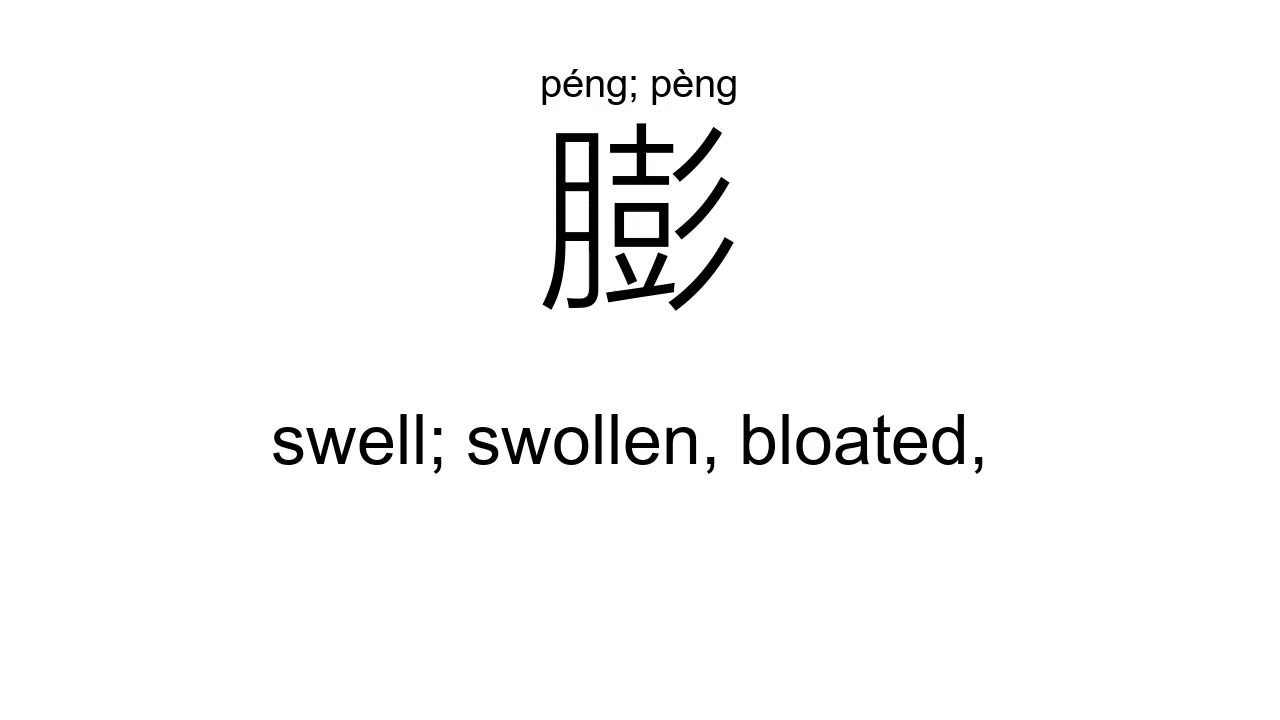 péng; pèng
膨
swell; swollen, bloated,